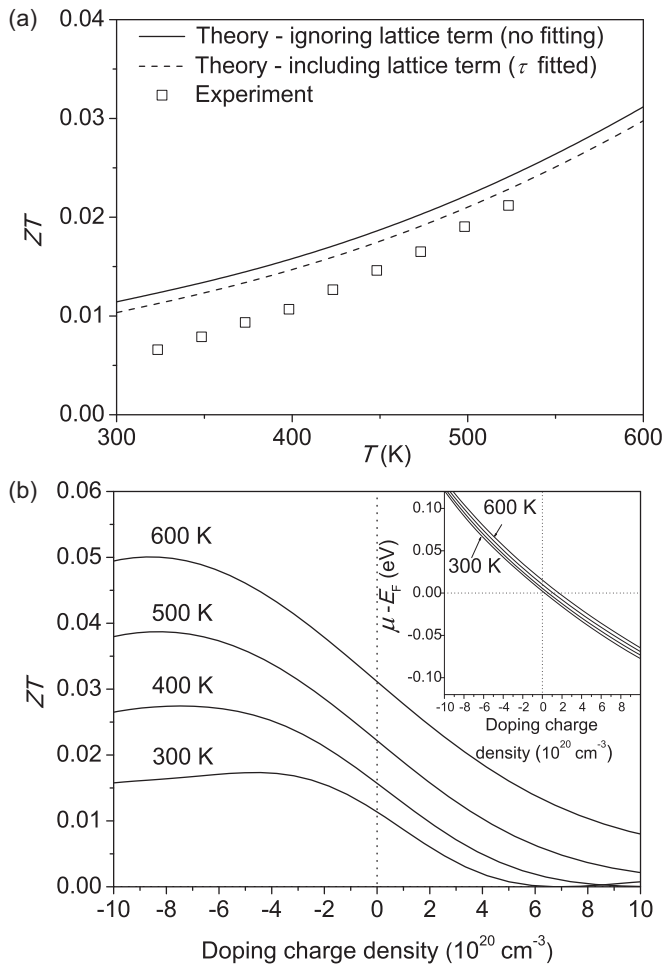 (a)
Theory - ignoring lattice term (no fitting)
Theory - including lattice term (τ fitted)
Experiment
0.04
0.03
0.02
0.01
0.00
ZT
300 400 500 600
T (K)
(b)
0.06
0.05
0.04
0.03
0.02
0.01
0.00
ZT
600 K
500 K
400 K
300 K
0.10
0.05
0.00
-0.05
-0.10
μ - E_F (eV)
600 K
300 K
-10 -8 -6 -4 -2 0 2 4 6 8
Doping charge
density (10^20 cm^-3)
-10 -8 -6 -4 -2 0 2 4 6 8 10
Doping charge density (10^20 cm^-3)